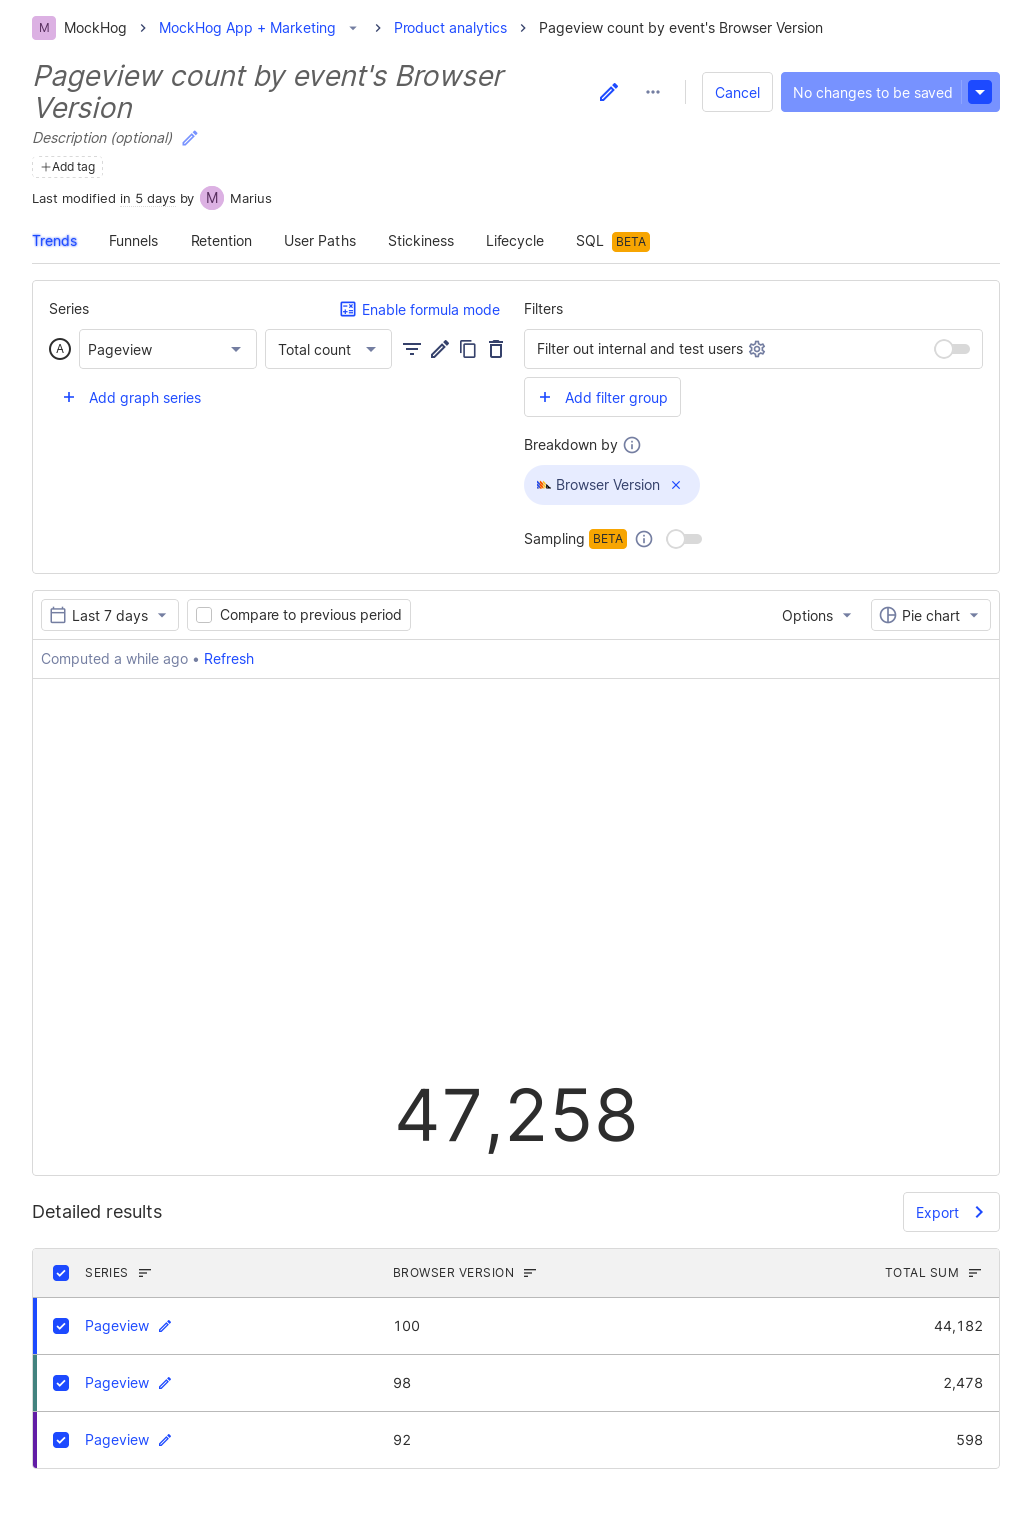 M MockHog MockHog App + Marketing Product analytics Pageview count by event's Browser Version
Pageview count by event's Browser
Version
Cancel No changes to be saved
Description (optional)
Add tag
Last modified in 5 days by M Marius
Trends Funnels Retention User Paths Stickiness Lifecycle SQL BETA
Series Enable formula mode
A Pageview Total count
+ Add graph series
Filters
Filter out internal and test users
+ Add filter group
Breakdown by
Browser Version
Sampling BETA
Last 7 days Compare to previous period Options Pie chart
Computed a while ago • Refresh
47,258
Detailed results Export
SERIES BROWSER VERSION TOTAL SUM
Pageview 100 44,182
Pageview 98 2,478
Pageview 92 598